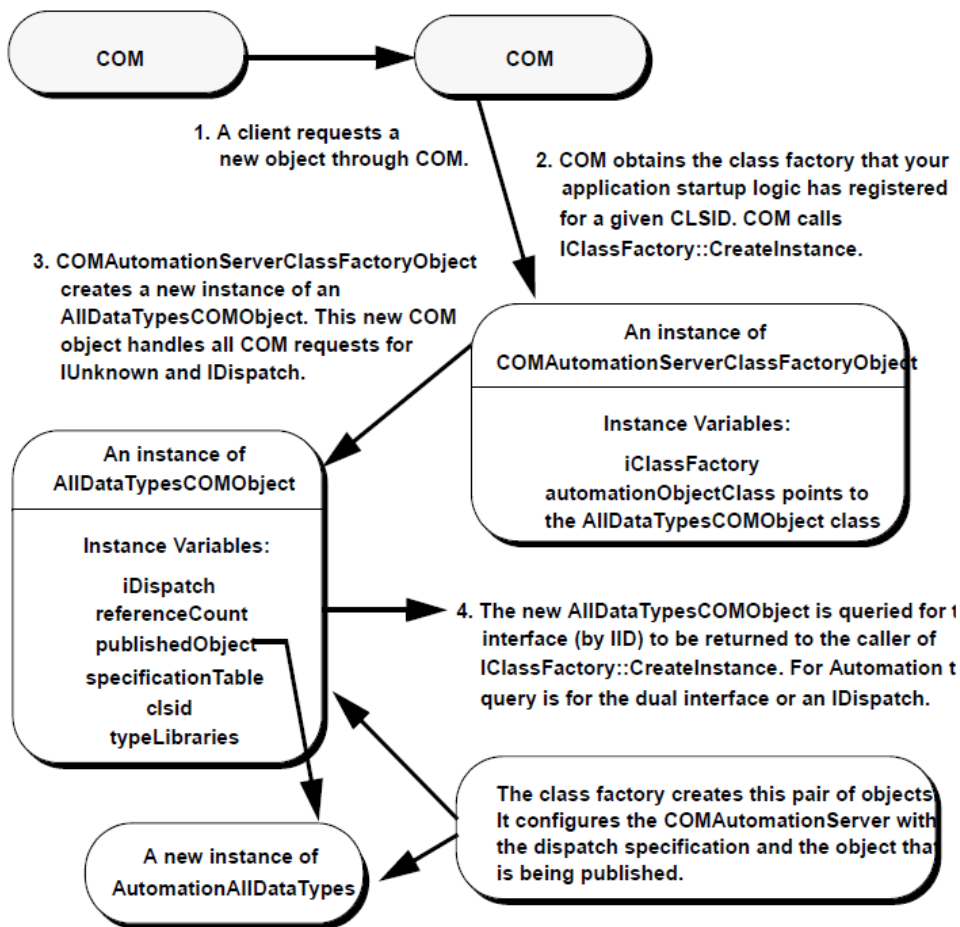 COM
COM
1. A client requests a
new object through COM.
2. COM obtains the class factory that your
application startup logic has registered
for a given CLSID. COM calls
IClassFactory::CreateInstance.
3. COMAutomationServerClassFactoryObject
creates a new instance of an
AllDataTypesCOMObject. This new COM
object handles all COM requests for
IUnknown and IDispatch.
An instance of
COMAutomationServerClassFactoryObject
Instance Variables:
iClassFactory
automationObjectClass points to
the AllDataTypesCOMObject class
An instance of
AllDataTypesCOMObject
Instance Variables:
iDispatch
referenceCount
publishedObject
specificationTable
clsid
typeLibraries
4. The new AllDataTypesCOMObject is queried for
interface (by IID) to be returned to the caller of
IClassFactory::CreateInstance. For Automation
query is for the dual interface or an IDispatch.
The class factory creates this pair of objects
It configures the COMAutomationServer with
the dispatch specification and the object that
is being published.
A new instance of
AutomationAllDataTypes